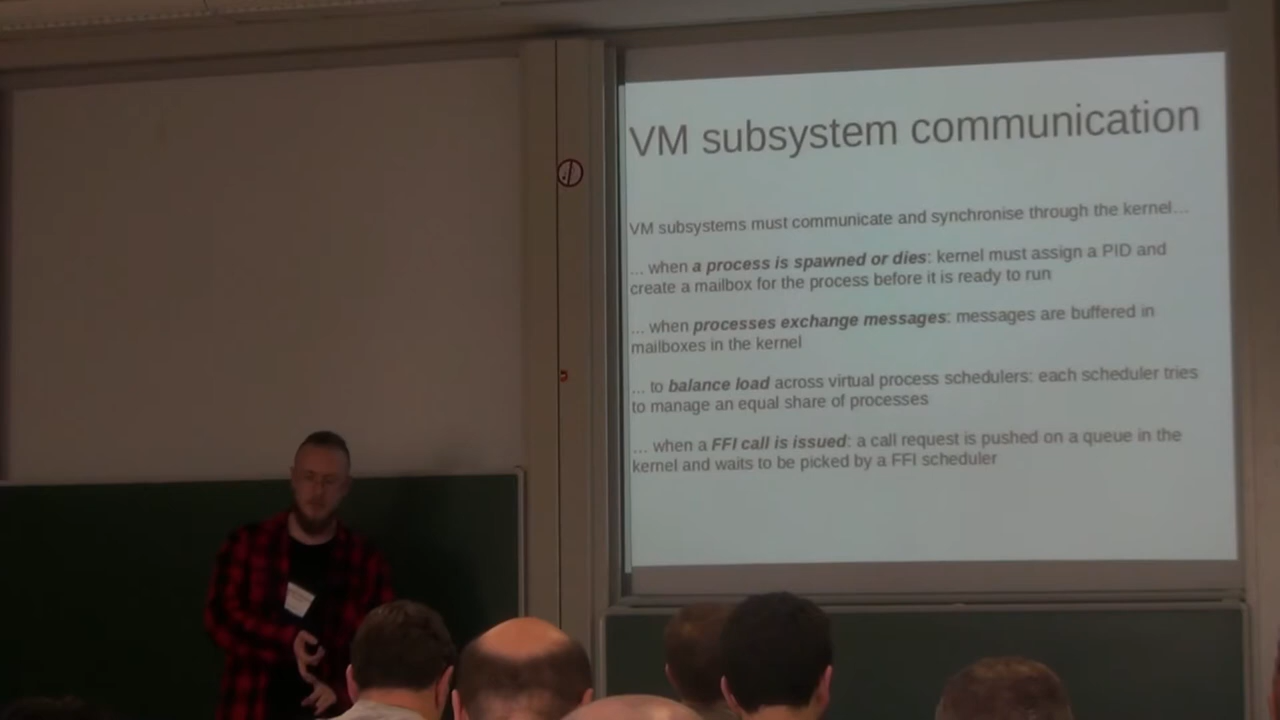 VM subsystem communication
VM subsystems must communicate and synchronise through the kernel…
… when a process is spawned or dies: kernel must assign a PID and
create a mailbox for the process before it is ready to run
… when processes exchange messages: messages are buffered in
mailboxes in the kernel
… to balance load across virtual process schedulers: each scheduler tries
to manage an equal share of processes
… when a FFI call is issued: a call request is pushed on a queue in the
kernel and waits to be picked by a FFI scheduler